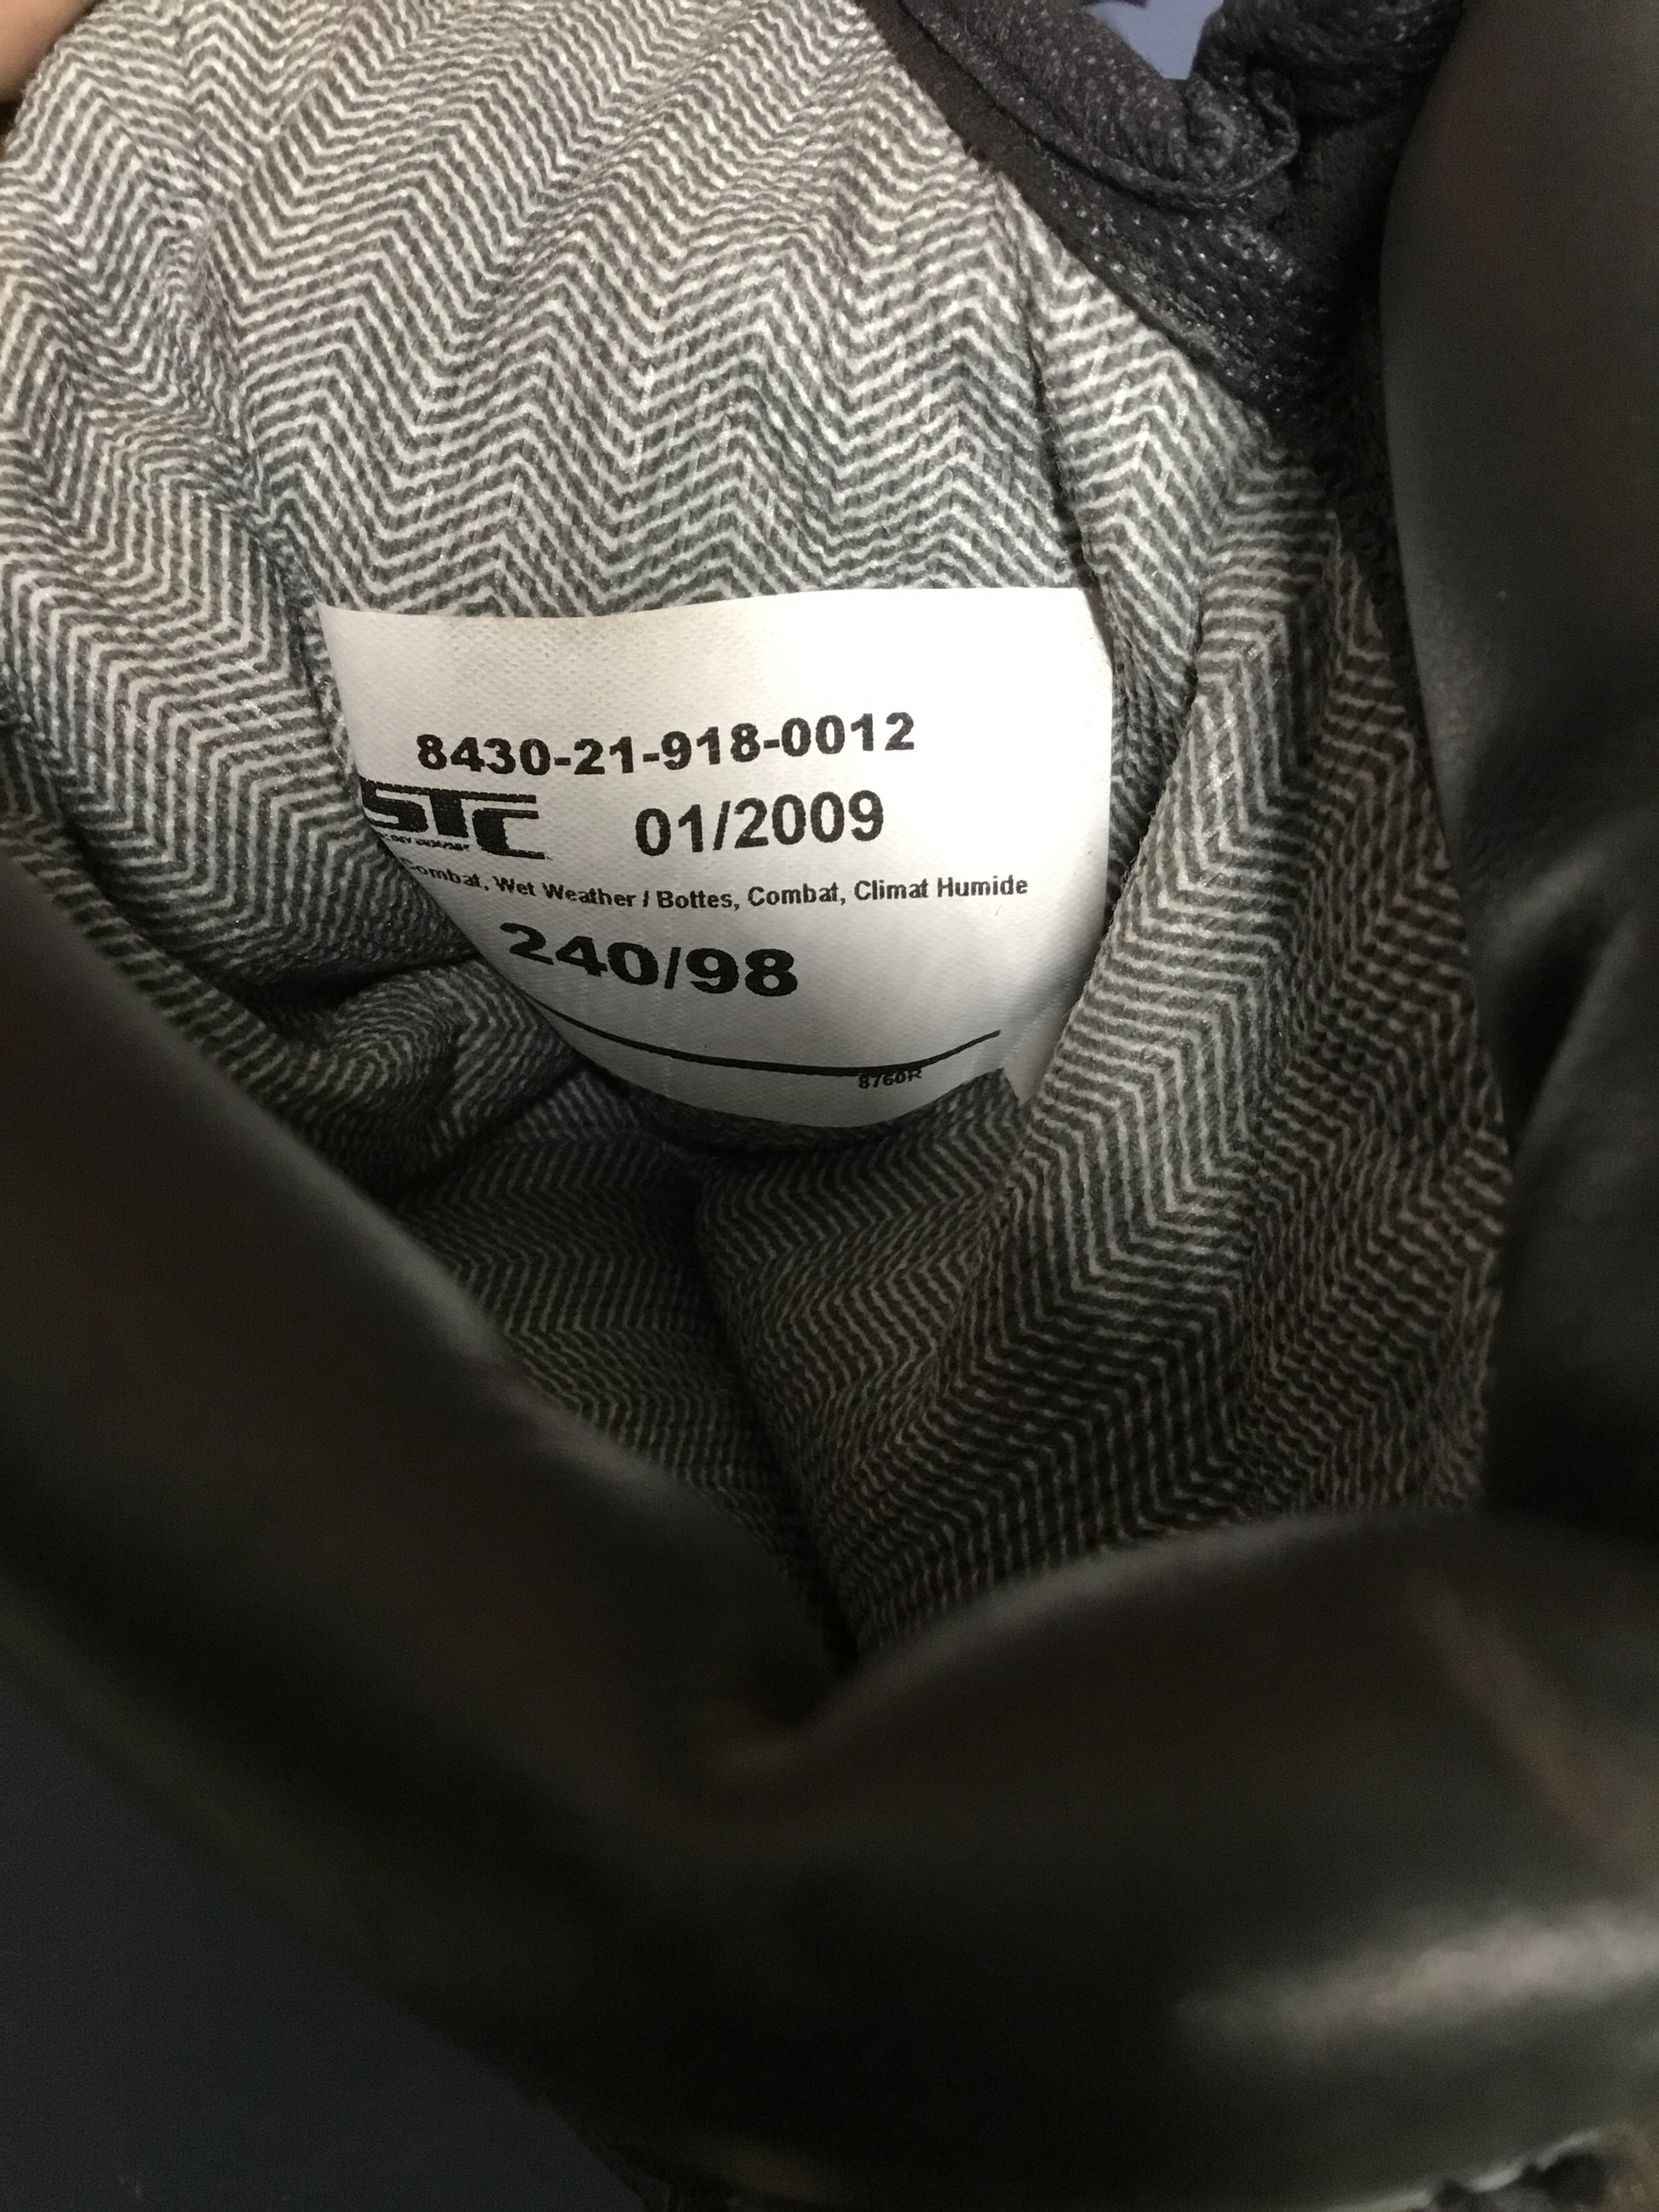 8430-21-918-0012
STC 01/2009
Combat, Wet Weather / Bottes, Combat, Climat Humide
240/98
8760R